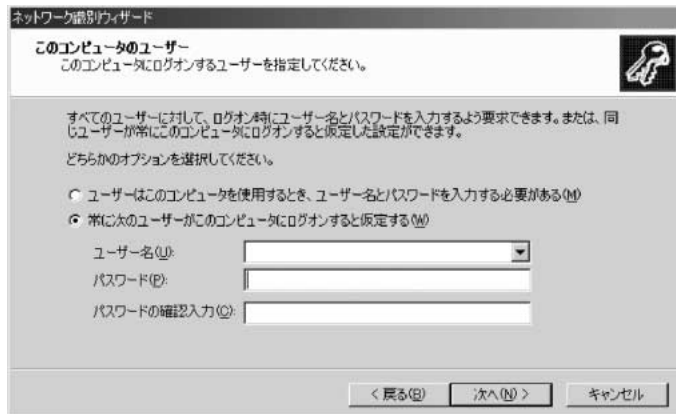 ネットワーク識別ウィザード
このコンピュータのユーザー
このコンピュータにログオンするユーザーを指定してください。
すべてのユーザーに対して、ログオン時にユーザー名とパスワードを入力するよう要求できます。または、同
じユーザーが常にこのコンピュータにログオンすると仮定した設定ができます。
どちらかのオプションを選択してください。
ユーザーはこのコンピュータを使用するとき、ユーザー名とパスワードを入力する必要がある(M)
常に次のユーザーがこのコンピュータにログオンすると仮定する(W)
ユーザー名(U):
パスワード(P):
パスワードの確認入力(C):
< 戻る(B) 次へ(N) > キャンセル